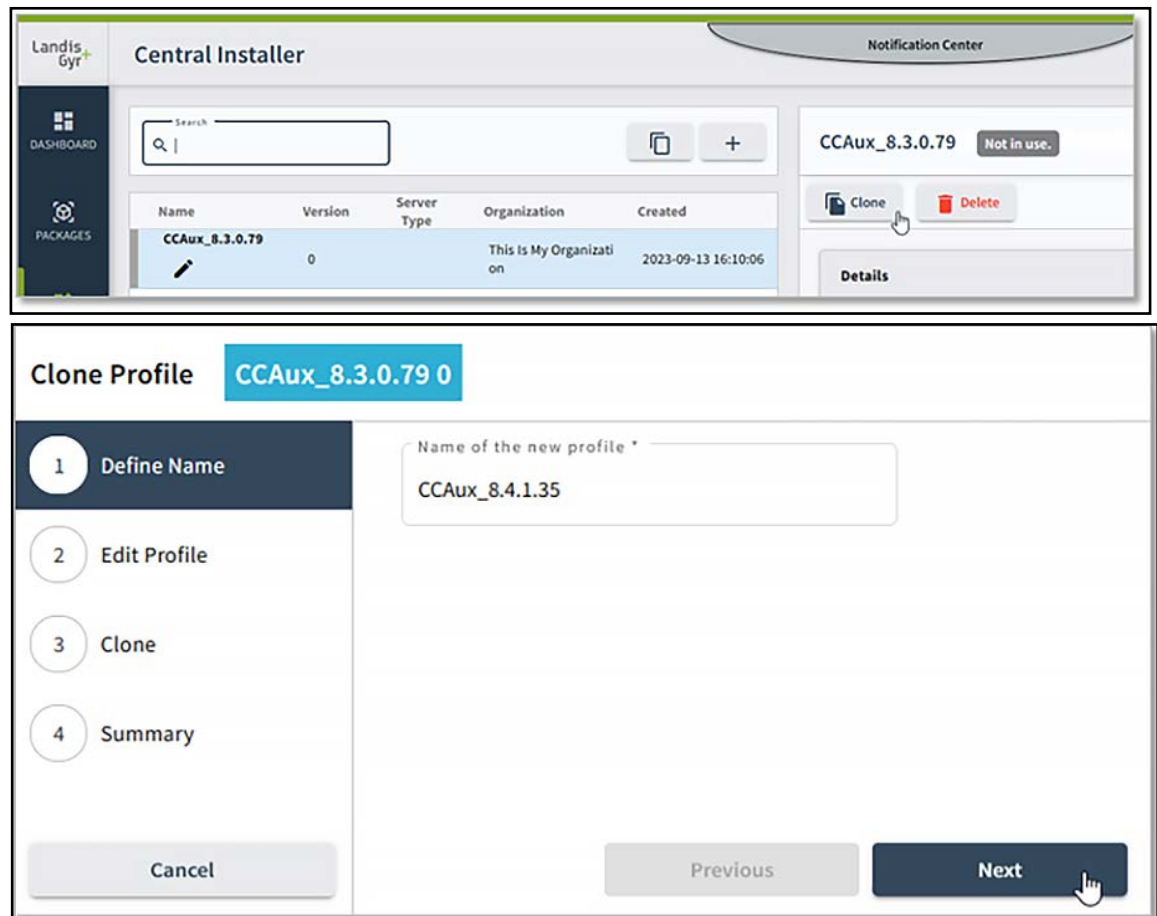 Landis
Gyr+
Central Installer
Notification Center
DASHBOARD
PACKAGES
Search
CCAux_8.3.0.79 Not in use.
Clone Delete
Name Version Server Type Organization Created
CCAux_8.3.0.79
0
This Is My Organizati
on
2023-09-13 16:10:06
Details
Clone Profile CCAux_8.3.0.79 0
1 Define Name
Name of the new profile *
CCAux_8.4.1.35
2 Edit Profile
3 Clone
4 Summary
Cancel Previous Next